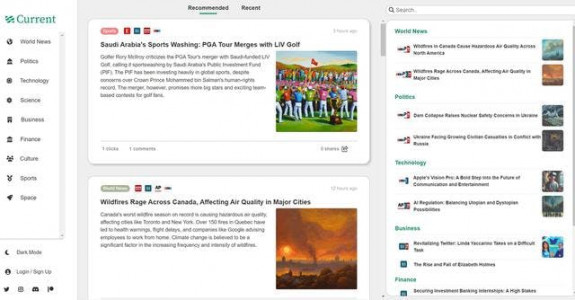 Current
World News
Politics
Technology
Science
Business
Finance
Culture
Sports
Space
Dark Mode
Login / Sign Up
Recommended
Recent
Sports
9 hours ago
Saudi Arabia's Sports Washing: PGA Tour Merges with LIV Golf
Golfer Rory McIlroy criticizes the PGA Tour's merger with Saudi-funded LIV
Golf, calling it sportswashing by Saudi Arabia's Public Investment Fund
(PIF). The PGA has been investing heavily in global sports, despite
concerns over Crown Prince Mohammed bin Salman's human-rights
record. The merger, however, promises more big stars and exciting team-
based contests for golf fans.
1 clicks
1 comments
0 shares
World News
AP
12 hours ago
Wildfires Rage Across Canada, Affecting Air Quality in Major Cities
Canada's world wildfire season on record is causing hazardous air quality,
affecting cities like Toronto and New York. Over 150 fires in Quebec have
led to health warnings, flight delays, and companies like Google advising
employees to work from home. Climate change is believed to be a
significant factor in the increasing frequency and intensity of wildfires.
Search...
World News
Wildfires in Canada Cause Hazardous Air Quality Across
North America
Wildfires Rage Across Canada, Affecting Air Quality in
Major Cities
Politics
Dam Collapse Raises Nuclear Safety Concerns in Ukraine
Ukraine Facing Growing Civilian Casualties in Conflict with
Russia
Technology
Apple's Vision Pro: A Bold Step into the Future of
Communication and Entertainment
AI Regulation: Balancing Utopian and Dystopian
Possibilities
Business
Revitalizing Twitter: Linda Yaccarino Takes on a Difficult
Task
The Rise and Fall of Elizabeth Holmes
Finance
Securing Investment Banking Internships: A High Stakes